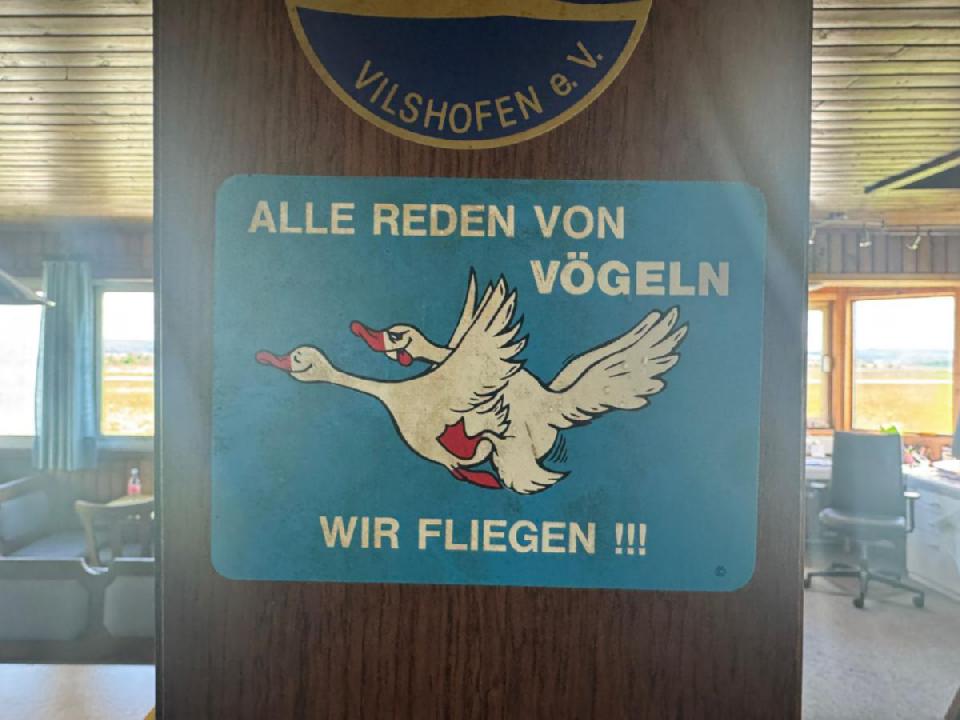 VILSHOFEN e.V.
ALLE REDEN VON
VÖGELN
WIR FLIEGEN !!!
©